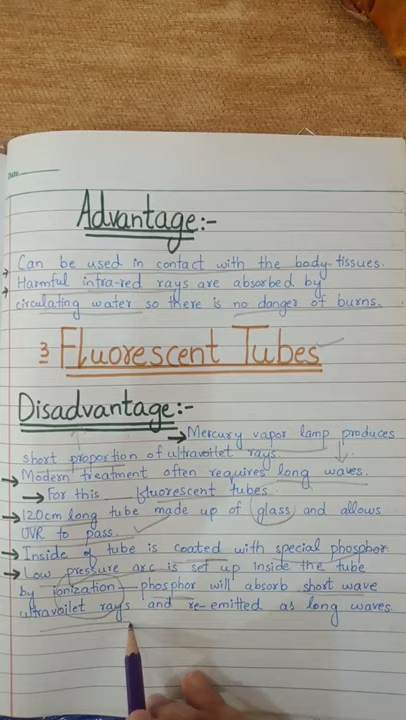 Date
Advantage:-
→ Can be used in contact with the body tissues.
→ Harmful infra-red rays are absorbed by
circulating water so there is no danger of burns.
3 Fluorescent Tubes
Disadvantage:-
→ Mercury vapor lamp produces
short proportion of ultravoilet rays.
→ Modern treatment often requires long waves.
→ For this fluorescent tubes.
→ 120cm long tube made up of glass and allows
UVR to pass.
→ Inside of tube is coated with special phosphor.
→ Low pressure arc is set up inside the tube
by ionization → phosphor will absorb short wave
ultravoilet rays and re-emitted as long waves.